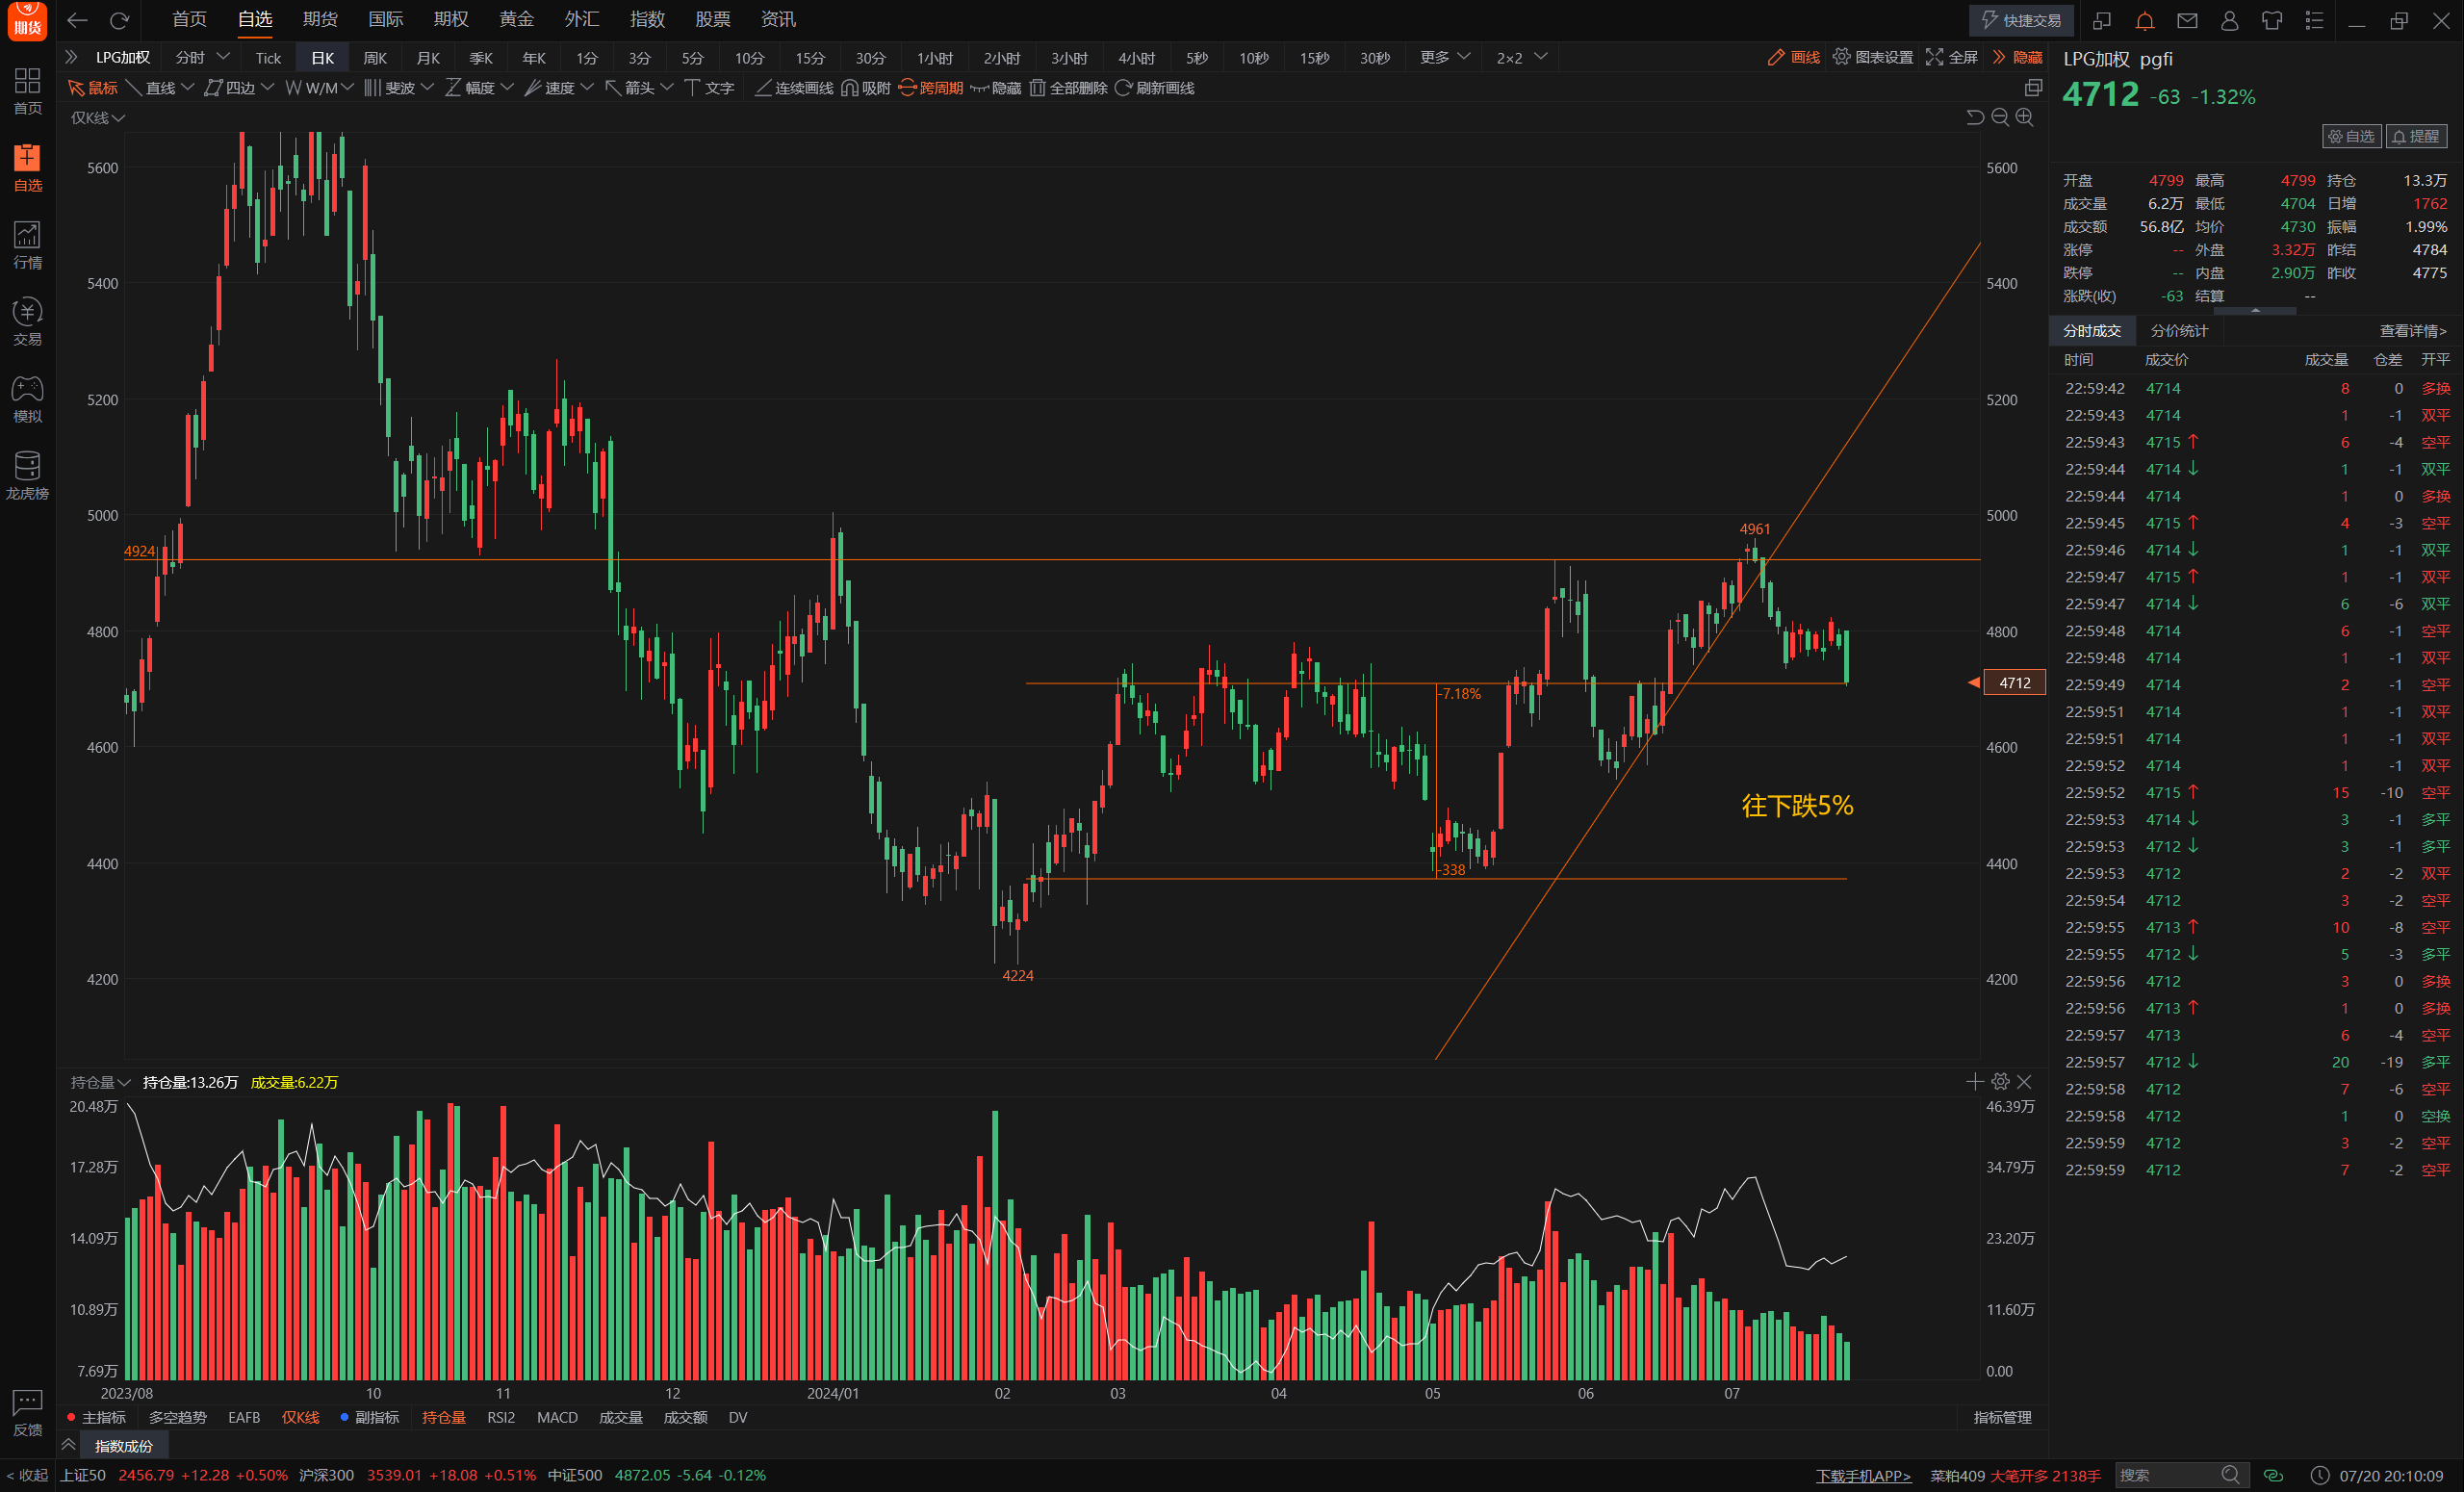 期货 首页 自选 期货 国际 期权 黄金 外汇 指数 股票 资讯 快捷交易
LPG加权 分时 Tick 日K 周K 月K 季K 年K 1分 3分 5分 10分 15分 30分 1小时 2小时 3小时 4小时 5秒 10秒 15秒 30秒 更多 2×2 画线 图表设置 全屏 隐藏
鼠标 直线 四边 W/M 斐波 幅度 速度 箭头 文字 连续画线 吸附 跨周期 隐藏 全部删除 刷新画线
首页
自选
行情
交易
模拟
龙虎榜
反馈
< 收起
仅K线
5600 5600
5400 5400
5200 5200
5000 5000
4961
4924
4800 4800
4712
-7.18%
4600 4600
往下跌5%
4400 4400
-338
4224
4200 4200
持仓量 持仓量:13.26万 成交量:6.22万
20.48万 46.39万
17.28万 34.79万
14.09万 23.20万
10.89万 11.60万
7.69万 0.00
2023/08 10 11 12 2024/01 02 03 04 05 06 07
主指标 多空趋势 EAFB 仅K线 副指标 持仓量 RSI2 MACD 成交量 成交额 DV 指标管理
指数成份
LPG加权 pgfi
4712 -63 -1.32%
自选 提醒
开盘 4799 最高 4799 持仓 13.3万
成交量 6.2万 最低 4704 日增 1762
成交额 56.8亿 均价 4730 振幅 1.99%
涨停 -- 外盘 3.32万 昨结 4784
跌停 -- 内盘 2.90万 昨收 4775
涨跌(收) -63 结算 --
分时成交 分价统计 查看详情>
时间 成交价 成交量 仓差 开平
22:59:42 4714 8 0 多换
22:59:43 4714 1 -1 双平
22:59:43 4715 ↑ 6 -4 空平
22:59:44 4714 ↓ 1 -1 双平
22:59:44 4714 1 0 多换
22:59:45 4715 ↑ 4 -3 空平
22:59:46 4714 ↓ 1 -1 双平
22:59:47 4715 ↑ 1 -1 双平
22:59:47 4714 ↓ 6 -6 双平
22:59:48 4714 6 -1 空平
22:59:48 4714 1 -1 双平
22:59:49 4714 2 -1 空平
22:59:51 4714 1 -1 双平
22:59:51 4714 1 -1 双平
22:59:52 4714 1 -1 双平
22:59:52 4715 ↑ 15 -10 空平
22:59:53 4714 ↓ 3 -1 多平
22:59:53 4712 ↓ 3 -1 多平
22:59:53 4712 2 -2 双平
22:59:54 4712 3 -2 空平
22:59:55 4713 ↑ 10 -8 空平
22:59:55 4712 ↓ 5 -3 多平
22:59:56 4712 3 0 多换
22:59:56 4713 ↑ 1 0 多换
22:59:57 4713 6 -4 空平
22:59:57 4712 ↓ 20 -19 多平
22:59:58 4712 7 -6 空平
22:59:58 4712 1 0 空换
22:59:59 4712 3 -2 空平
22:59:59 4712 7 -2 空平
上证50 2456.79 +12.28 +0.50% 沪深300 3539.01 +18.08 +0.51% 中证500 4872.05 -5.64 -0.12% 下载手机APP> 菜粕409 大笔开多 2138手 搜索 07/20 20:10:09